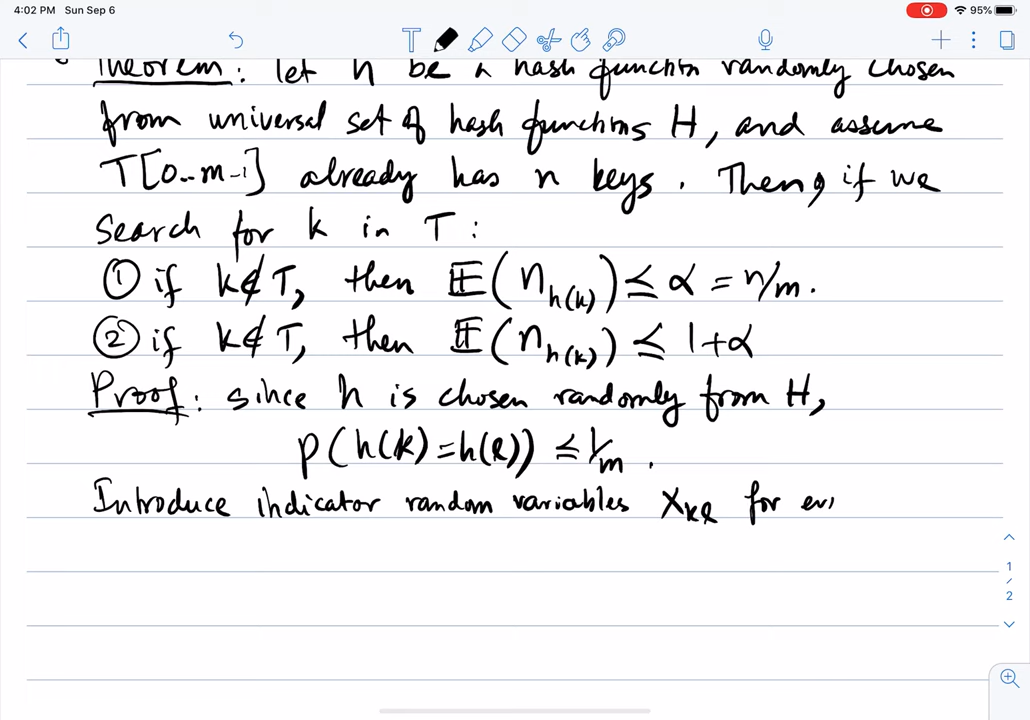 4:02 PM Sun Sep 6
95%
Theorem: let h be a hash function randomly chosen
from universal set of hash functions H, and assume
T[0..m-1] already has n keys. Then, if we
search for k in T:
① if k∉T, then 𝔼(n_h(k)) ≤ α = n/m.
② if k∉T, then 𝔼(n_h(k)) ≤ 1+α
Proof: since h is chosen randomly from H,
P(h(k)=h(l)) ≤ 1/m.
Introduce indicator random variables X_kl for ev
1
/
2